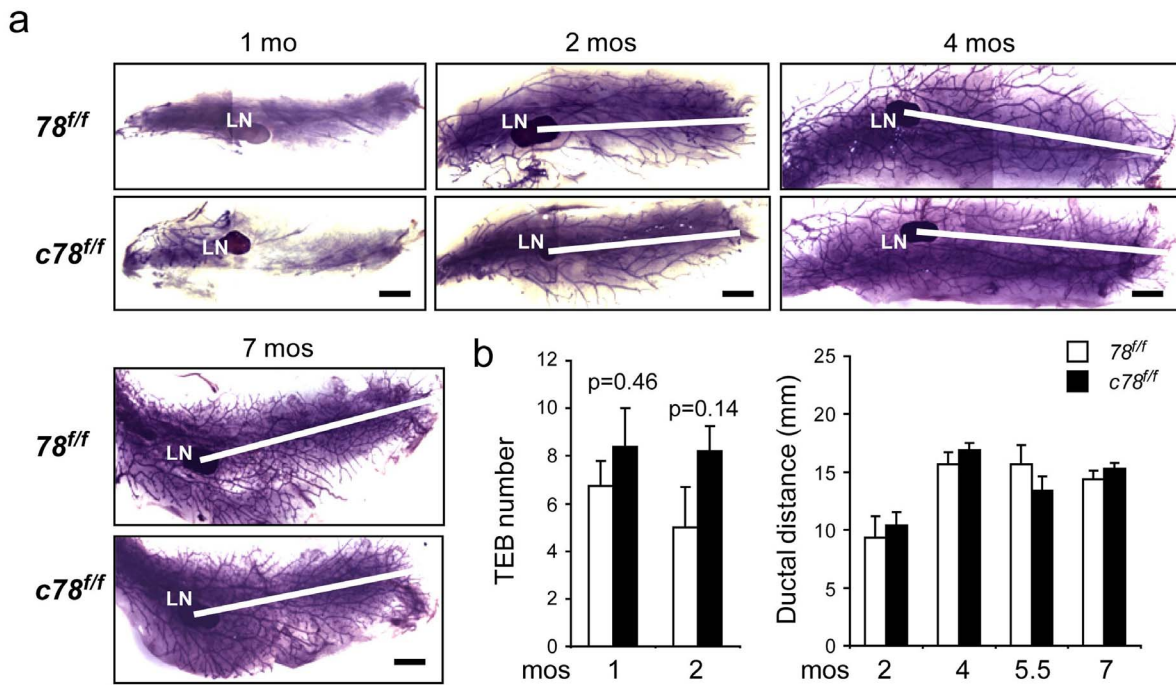 a
1 mo
2 mos
4 mos
78f/f
LN
LN
LN
c78f/f
LN
LN
LN
7 mos
78f/f
LN
c78f/f
LN
b
TEB number
12
10
8
6
4
2
0
p=0.46
p=0.14
mos 1 2
Ductal distance (mm)
25
20
15
10
5
0
78f/f
c78f/f
mos 2 4 5.5 7